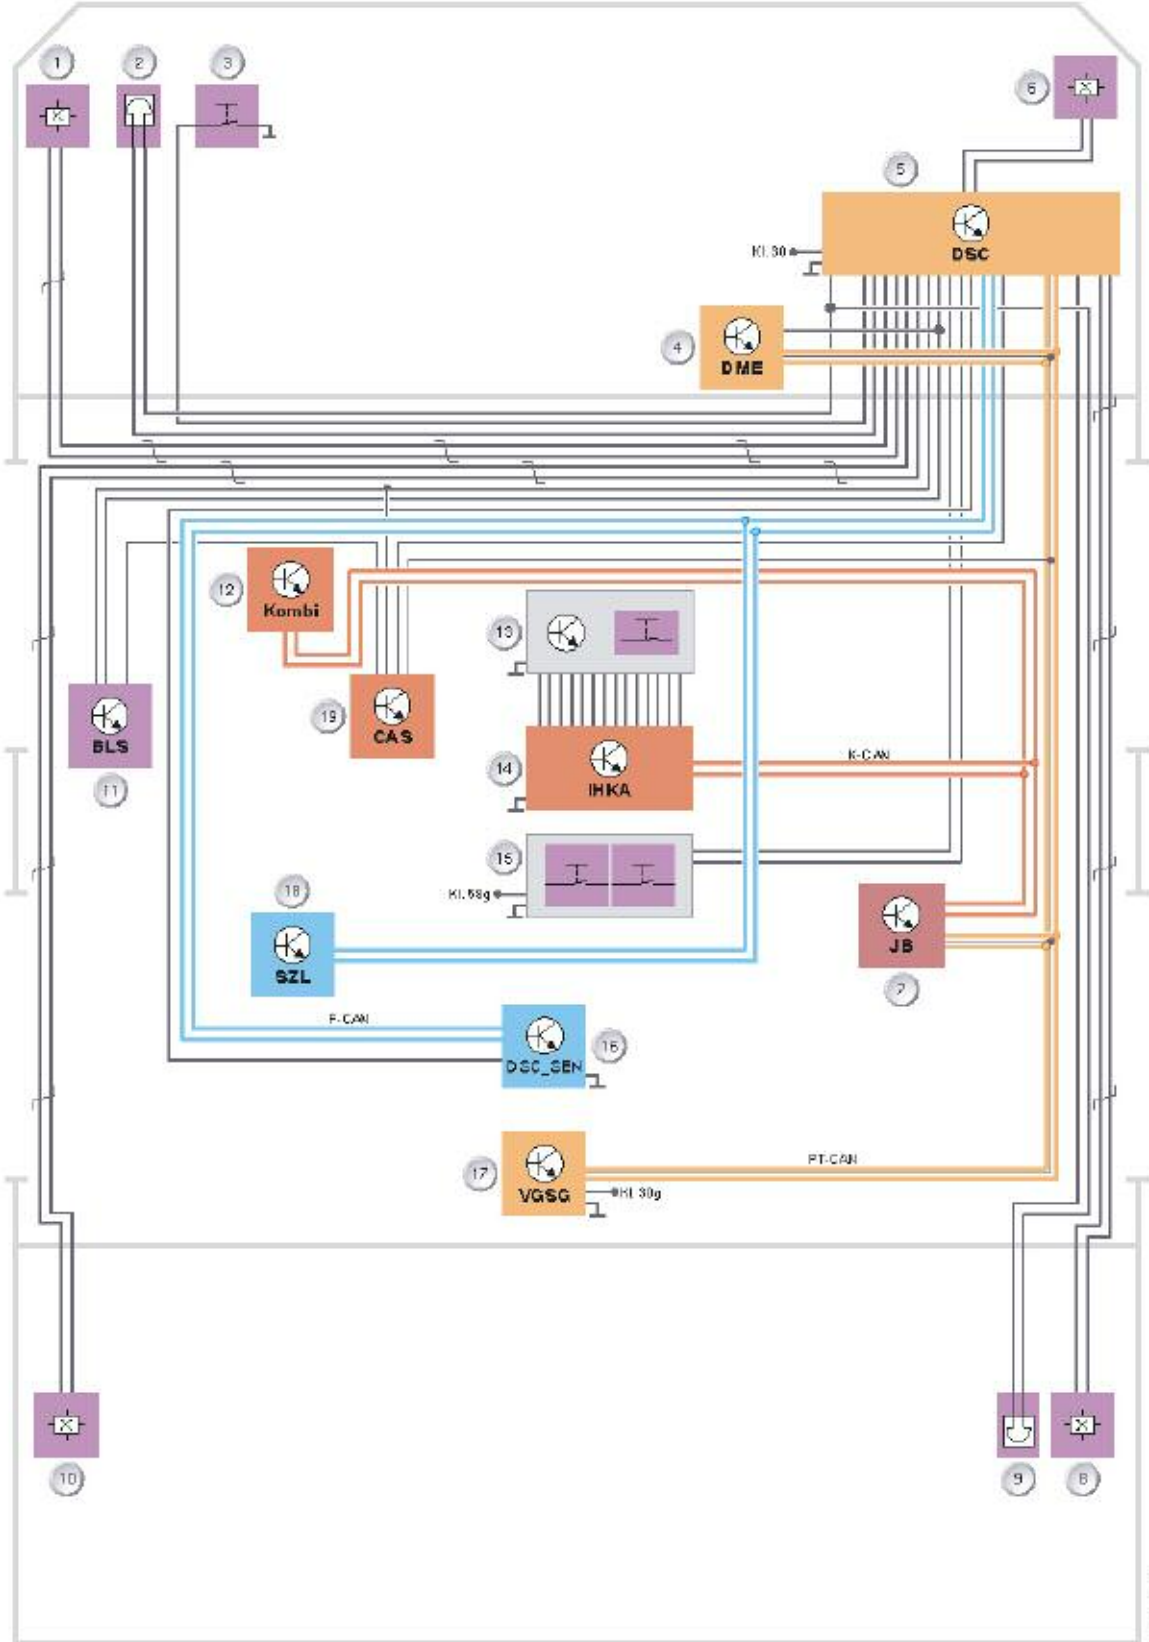 1
2
3
6
5
DSC
Kl. 30
4
DME
12
Kombi
13
19
CAS
BLS
11
14
IHKA
K-CAN
15
Kl. 58g
18
SZL
JB
7
F-CAN
DSC_SEN
16
17
VGSG
PT-CAN
Kl. 30g
10
9
8